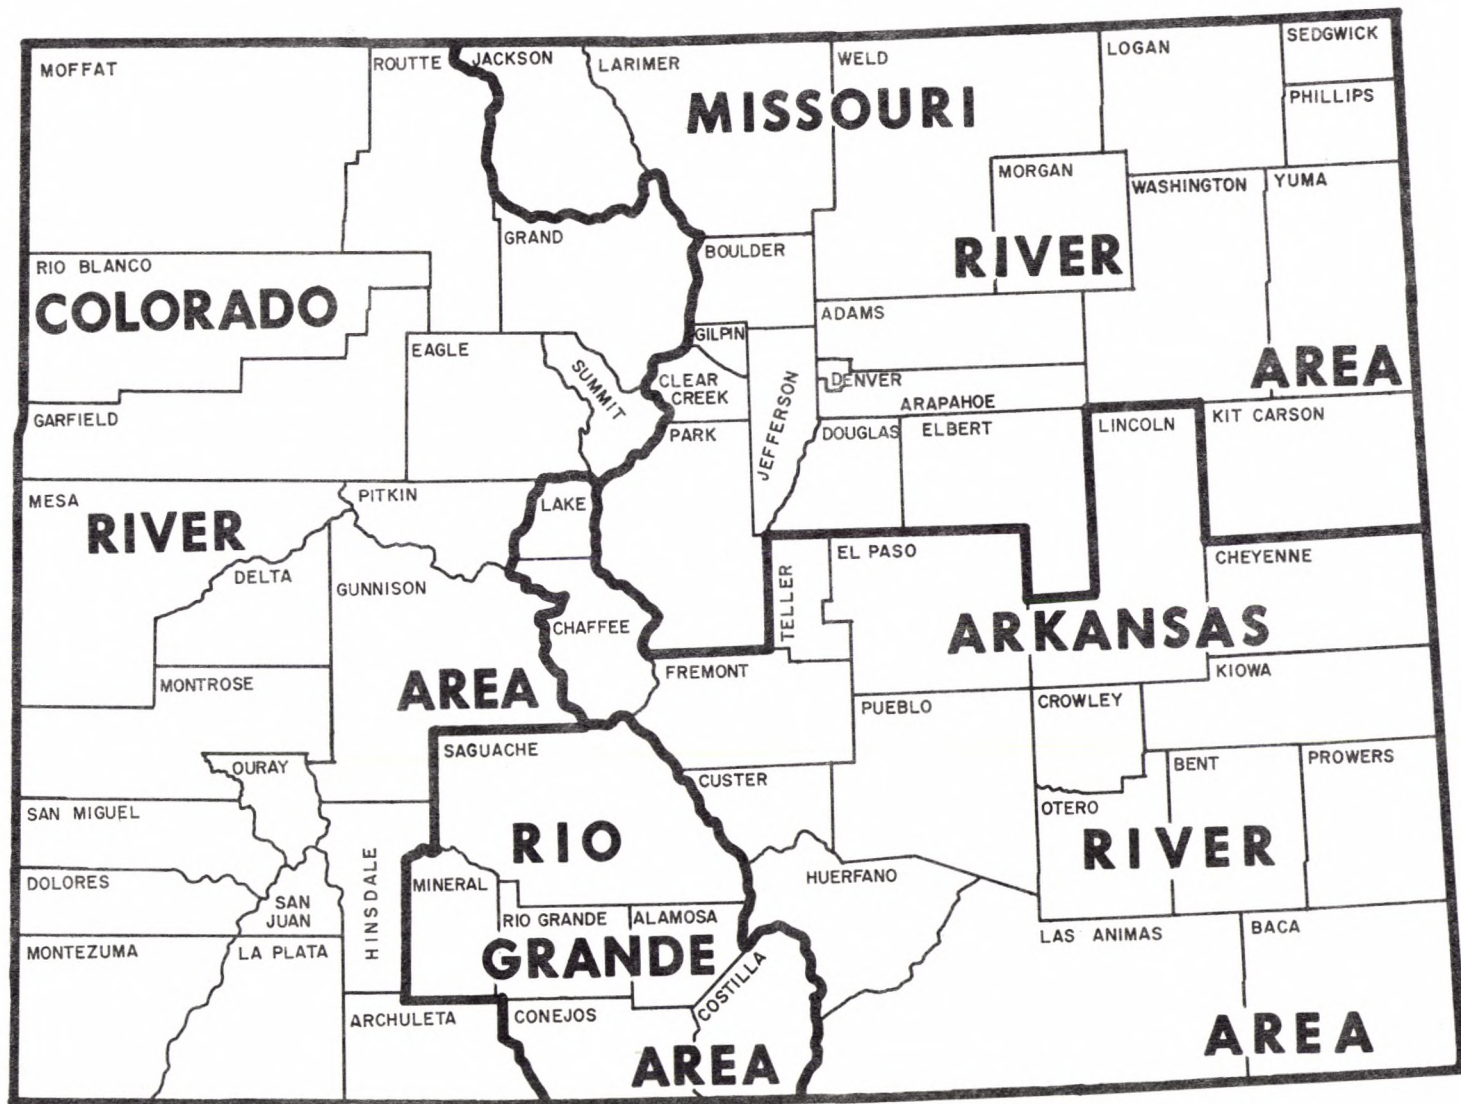 MOFFAT
ROUTTE
JACKSON
LARIMER
WELD
LOGAN
SEDGWICK
PHILLIPS
MISSOURI
MORGAN
WASHINGTON
YUMA
GRAND
BOULDER
RIVER
RIO BLANCO
COLORADO
GILPIN
ADAMS
EAGLE
SUMMIT
CLEAR
CREEK
JEFFERSON
DENVER
AREA
ARAPAHOE
GARFIELD
PARK
DOUGLAS
ELBERT
LINCOLN
KIT CARSON
MESA
PITKIN
LAKE
RIVER
DELTA
GUNNISON
CHAFFEE
TELLER
EL PASO
CHEYENNE
ARKANSAS
MONTROSE
AREA
FREMONT
KIOWA
PUEBLO
CROWLEY
SAGUACHE
OURAY
CUSTER
BENT
PROWERS
SAN MIGUEL
OTERO
RIO
RIVER
HINSDALE
DOLORES
MINERAL
HUERFANO
SAN
JUAN
RIO GRANDE
ALAMOSA
LAS ANIMAS
BACA
MONTEZUMA
LA PLATA
GRANDE
COSTILLA
ARCHULETA
CONEJOS
AREA
AREA